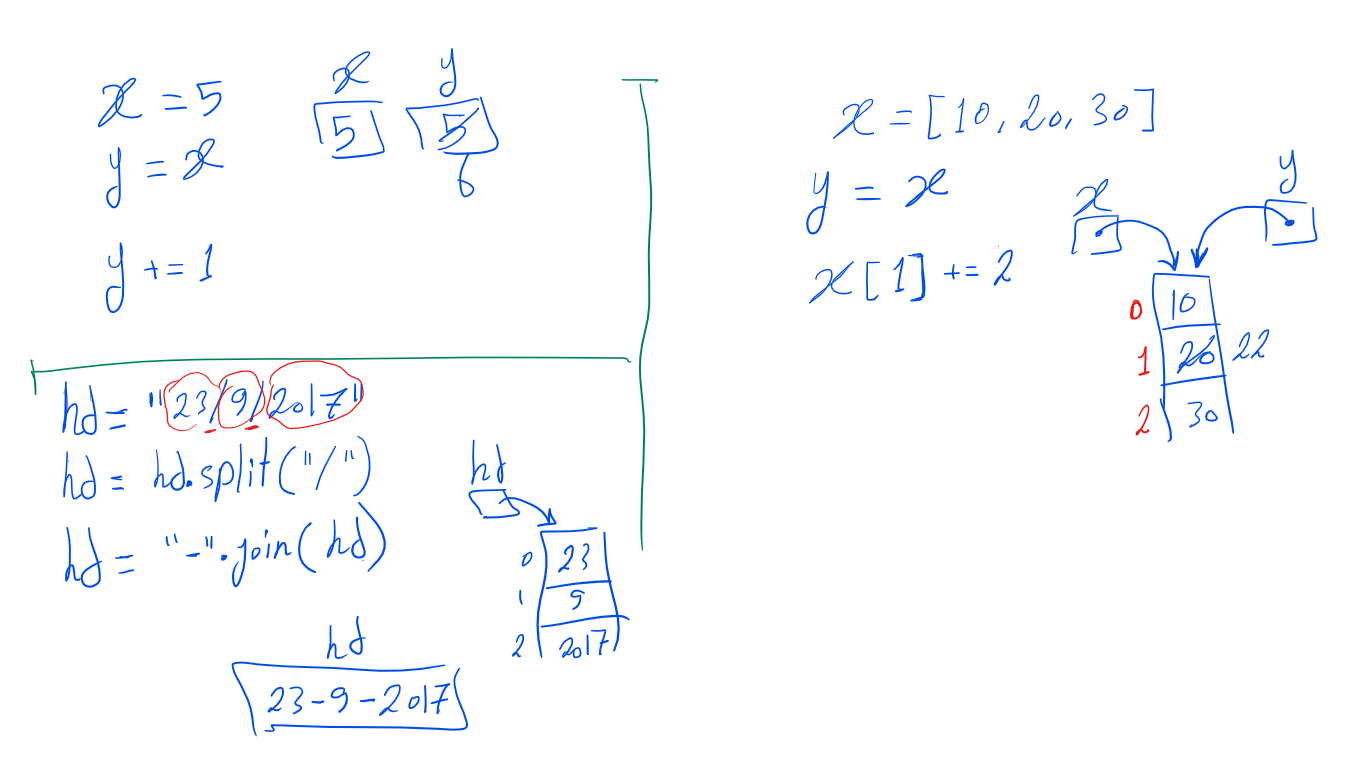 x = 5
y = x
y += 1
x y
5 5
6
hd = "23/9/2017"
hd = hd.split("/")
hd = "-".join(hd)
hd
0 23
1 9
2 2017
hd
23-9-2017
x = [10, 20, 30]
y = x
x[1] += 2
x y
0 10
1 20 22
2 30